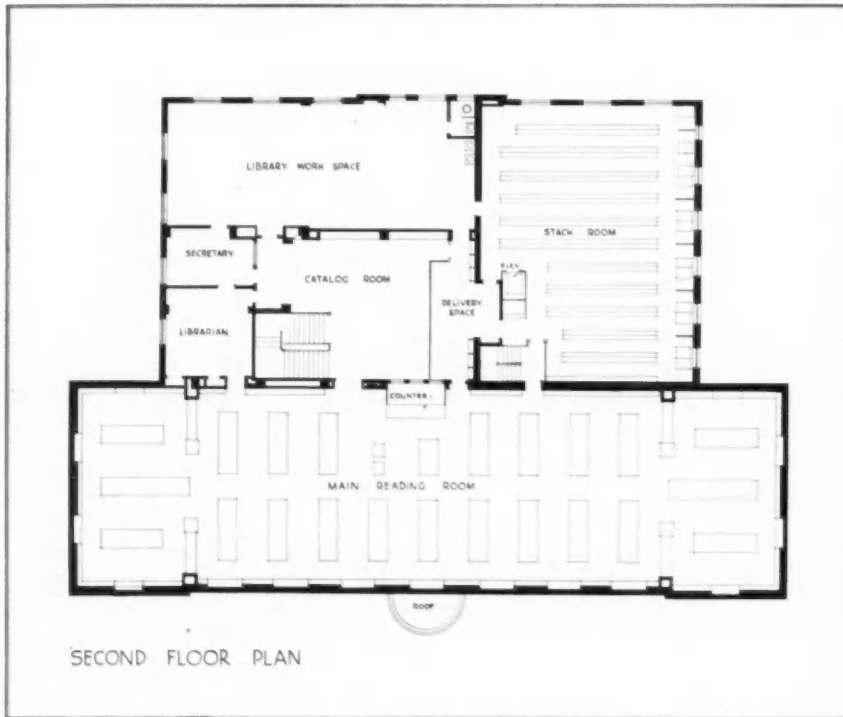 LIBRARY WORK SPACE
STACK ROOM
SECRETARY
CATALOG ROOM
ELEV.
DELIVERY
SPACE
LIBRARIAN
COUNTER
MAIN READING ROOM
ROOF
SECOND FLOOR PLAN